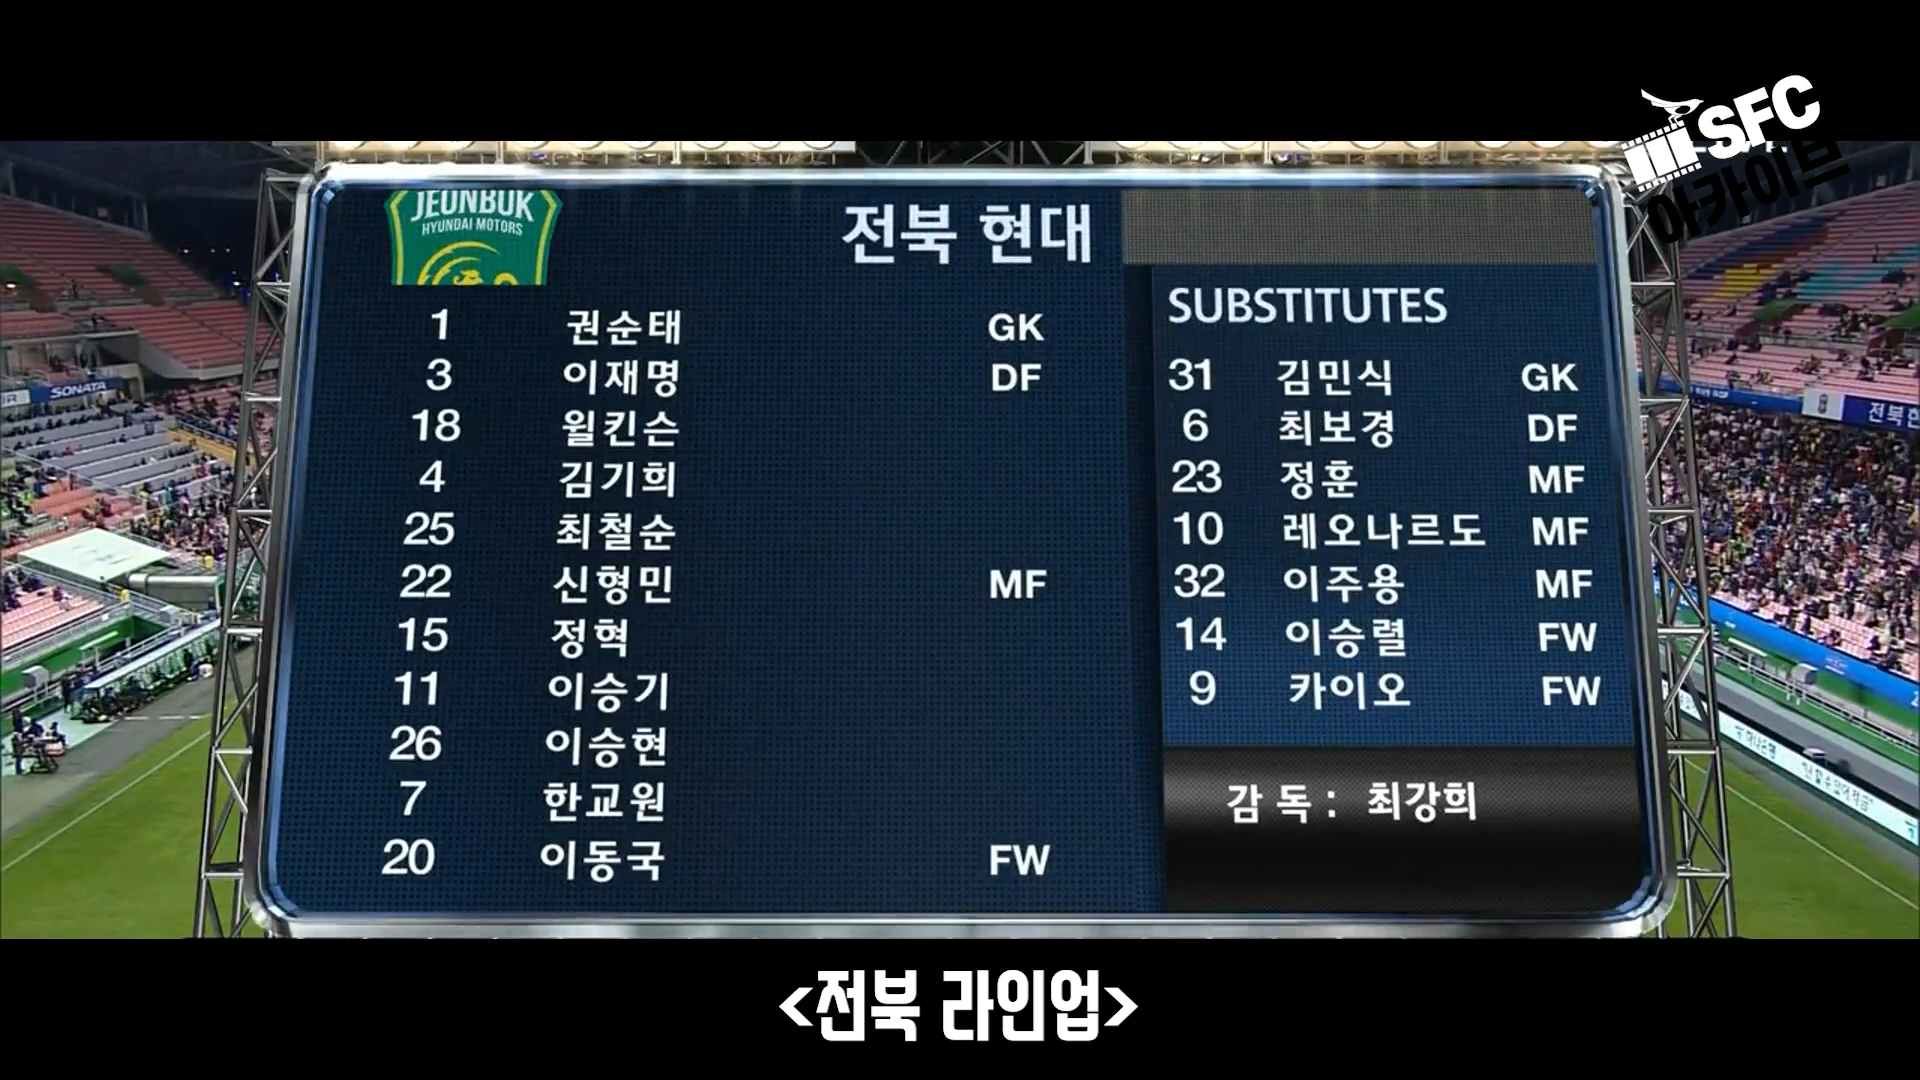 SFC
아카이브
JEONBUK
HYUNDAI MOTORS
전북 현대
1 권순태 GK
3 이재명 DF
18 윌킨슨
4 김기희
25 최철순
22 신형민 MF
15 정혁
11 이승기
26 이승현
7 한교원
20 이동국 FW
SUBSTITUTES
31 김민식 GK
6 최보경 DF
23 정훈 MF
10 레오나르도 MF
32 이주용 MF
14 이승렬 FW
9 카이오 FW
감 독 : 최강희
SONATA
<전북 라인업>